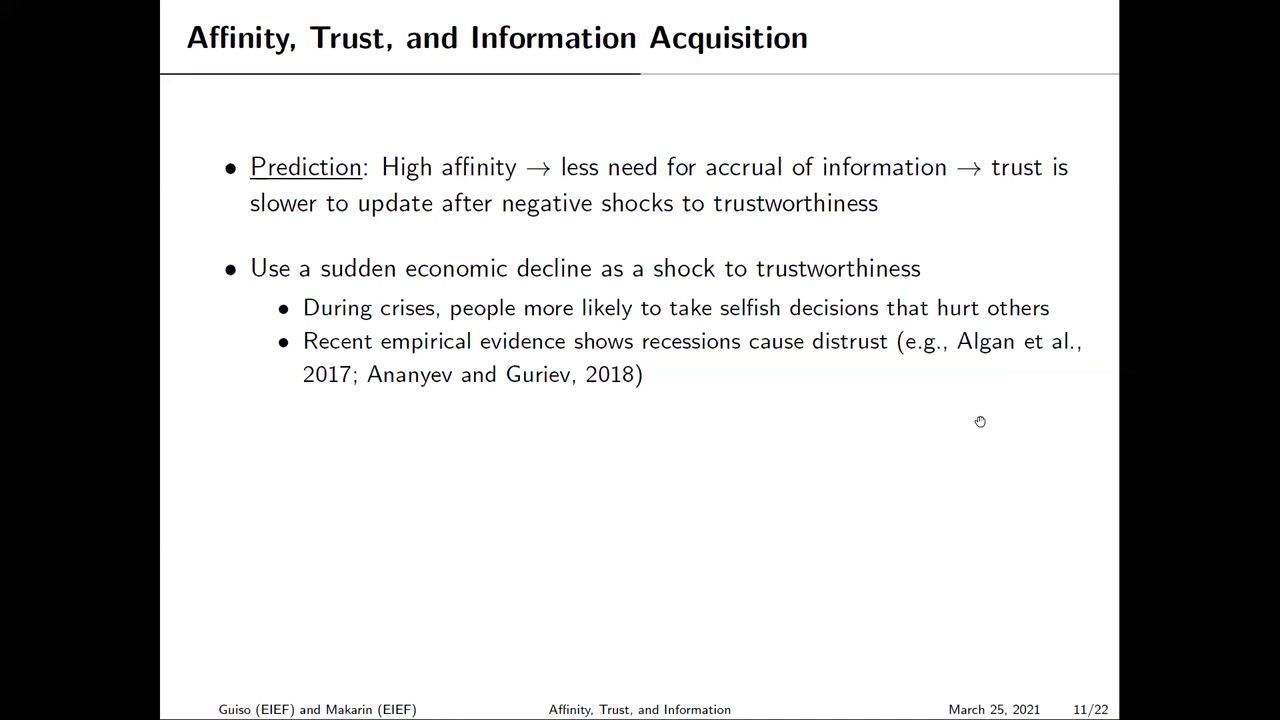 Affinity, Trust, and Information Acquisition
• Prediction: High affinity → less need for accrual of information → trust is
slower to update after negative shocks to trustworthiness
• Use a sudden economic decline as a shock to trustworthiness
• During crises, people more likely to take selfish decisions that hurt others
• Recent empirical evidence shows recessions cause distrust (e.g., Algan et al.,
2017; Ananyev and Guriev, 2018)
Guiso (EIEF) and Makarin (EIEF) Affinity, Trust, and Information March 25, 2021 11/22